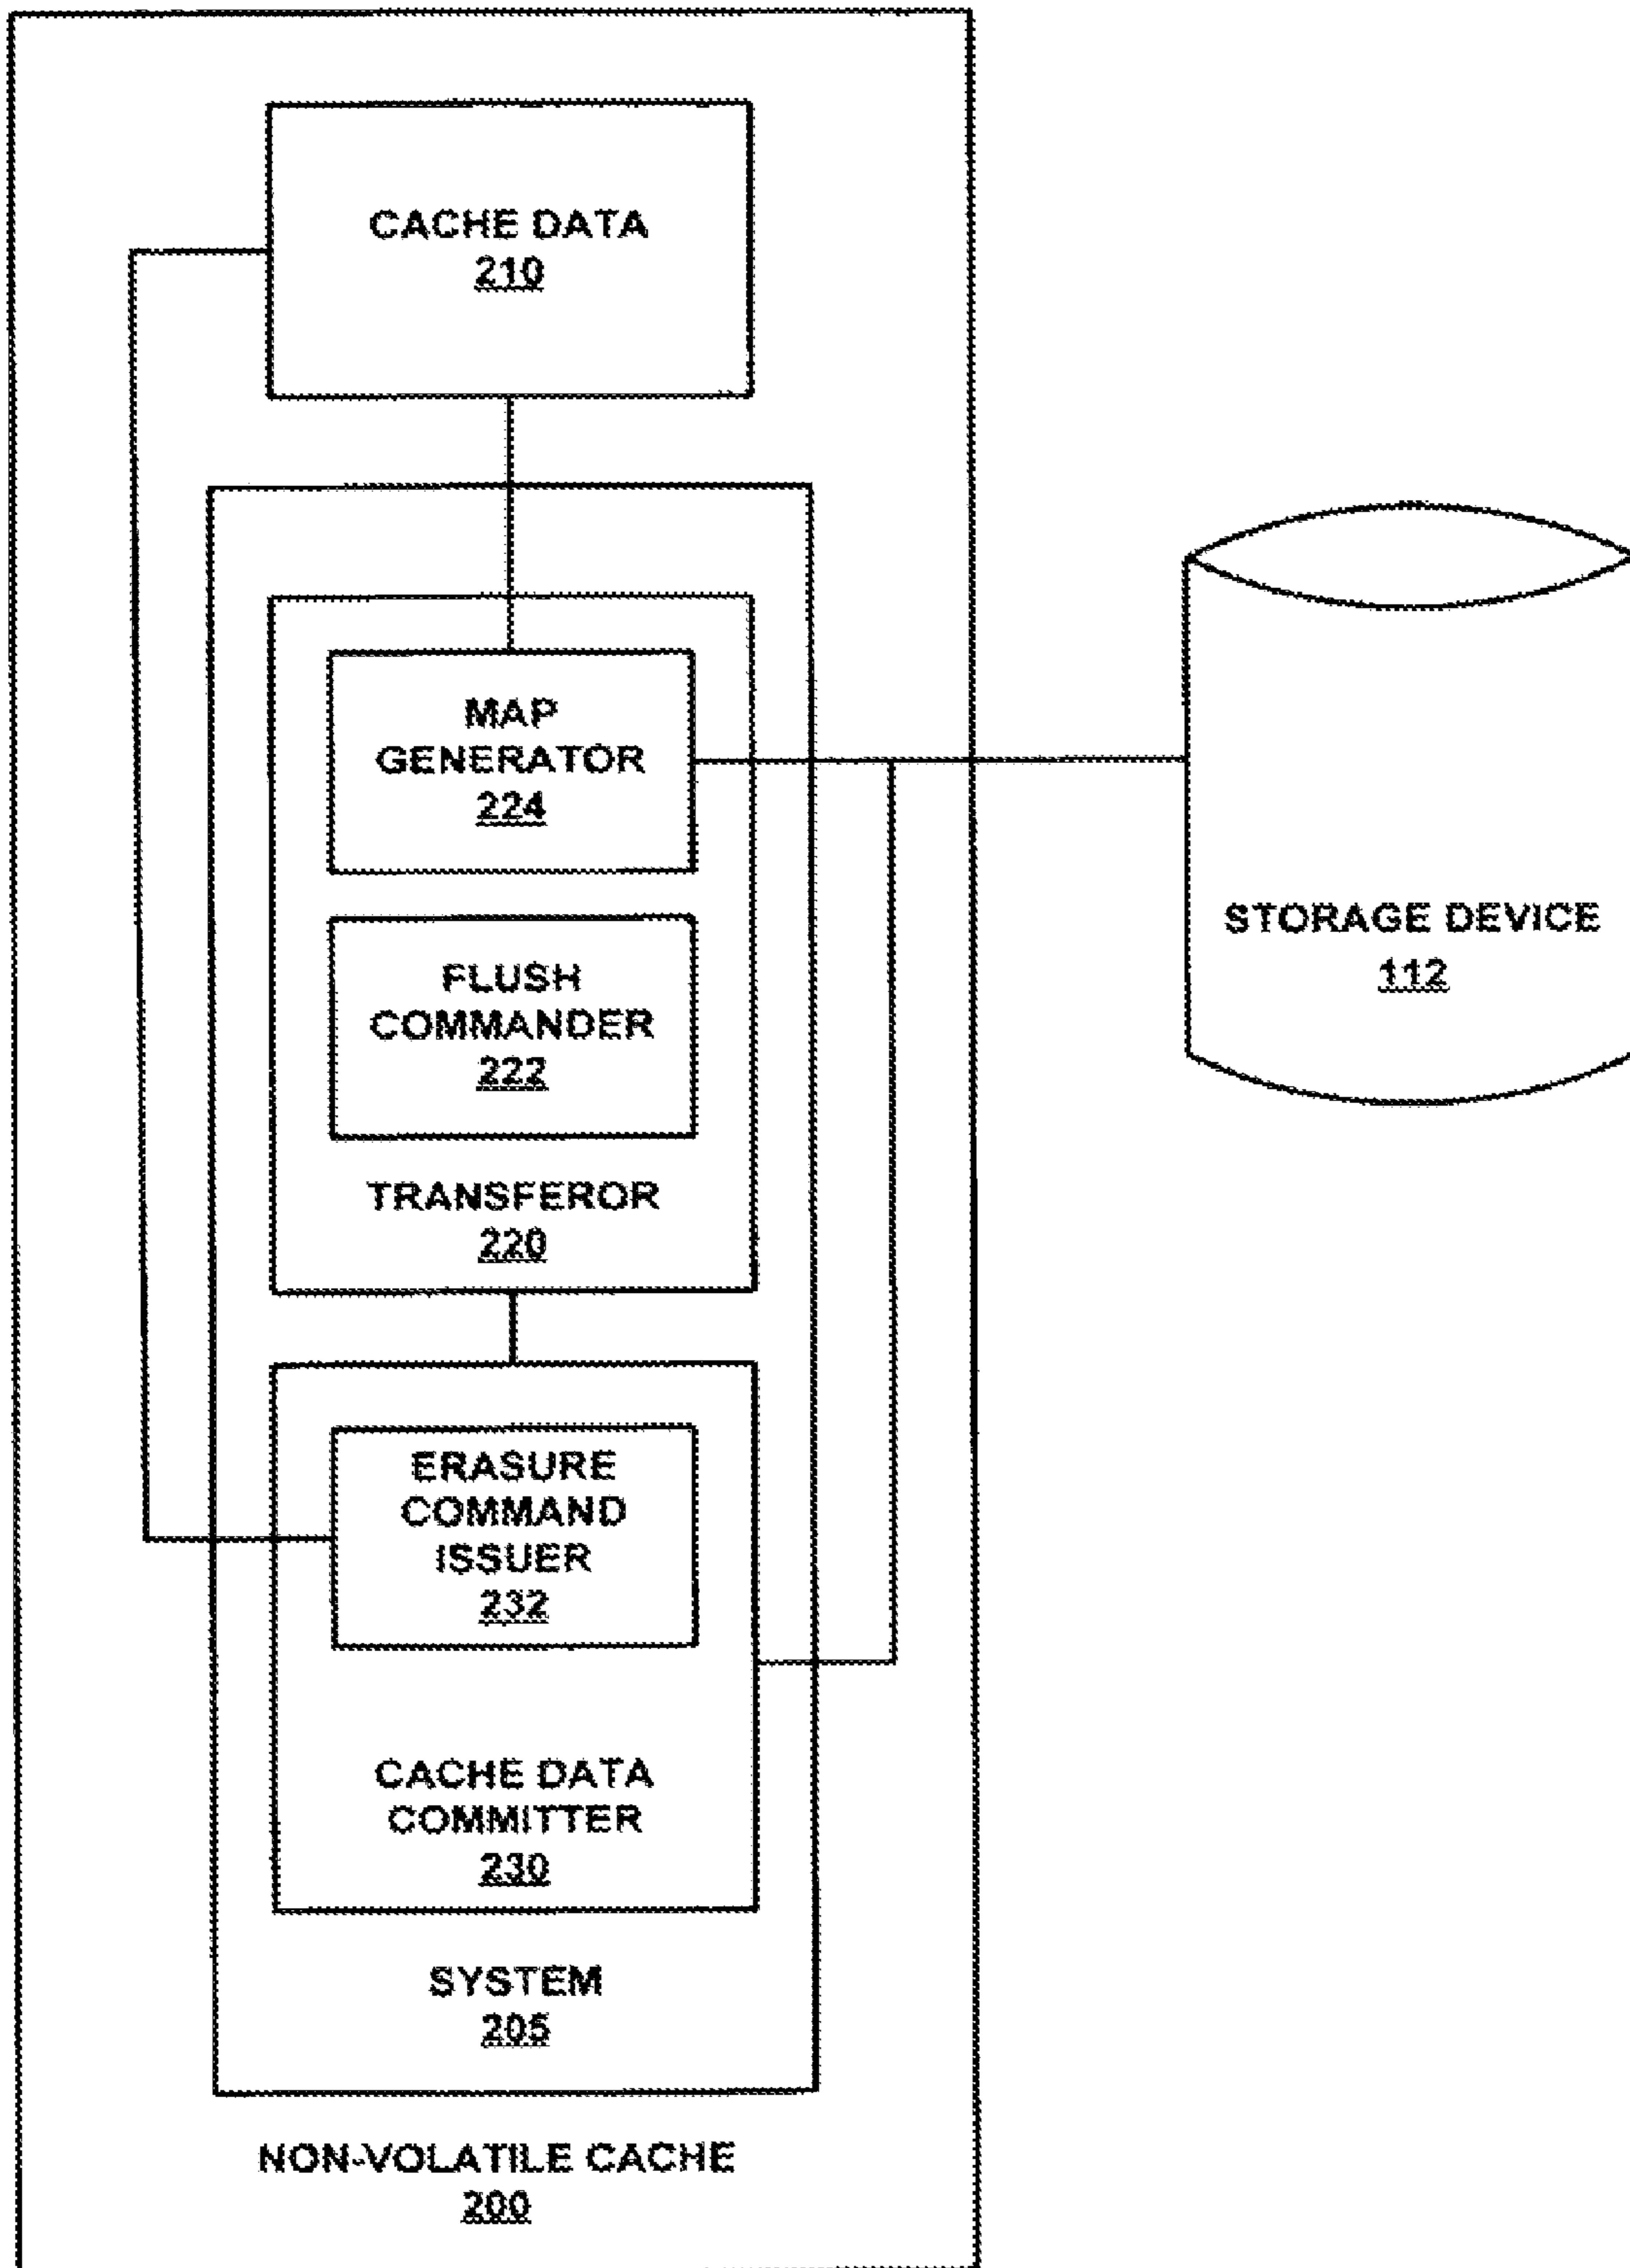 CACHE DATA
210
MAP
GENERATOR
224
FLUSH
COMMANDER
222
TRANSFEROR
220
ERASURE
COMMAND
ISSUER
232
CACHE DATA
COMMITTER
230
SYSTEM
205
NON-VOLATILE CACHE
200
STORAGE DEVICE
112